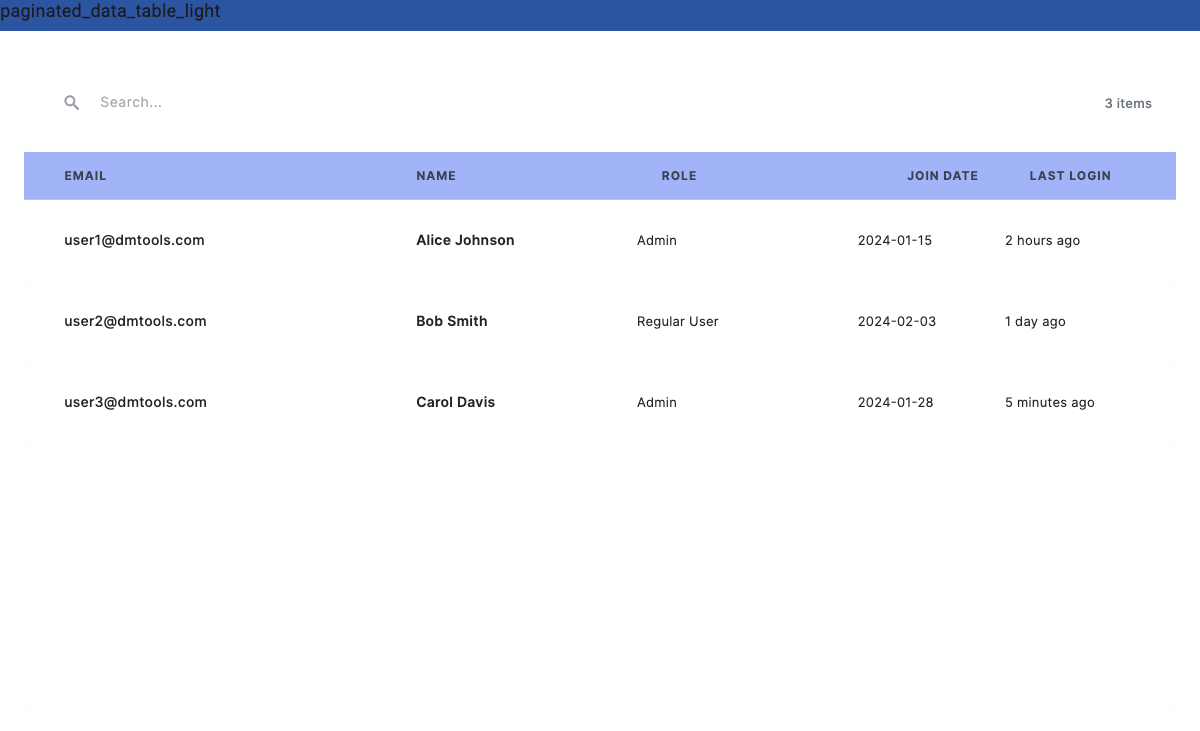 paginated_data_table_light
Search...
3 items
EMAIL NAME ROLE JOIN DATE LAST LOGIN
user1@dmtools.com Alice Johnson Admin 2024-01-15 2 hours ago
user2@dmtools.com Bob Smith Regular User 2024-02-03 1 day ago
user3@dmtools.com Carol Davis Admin 2024-01-28 5 minutes ago